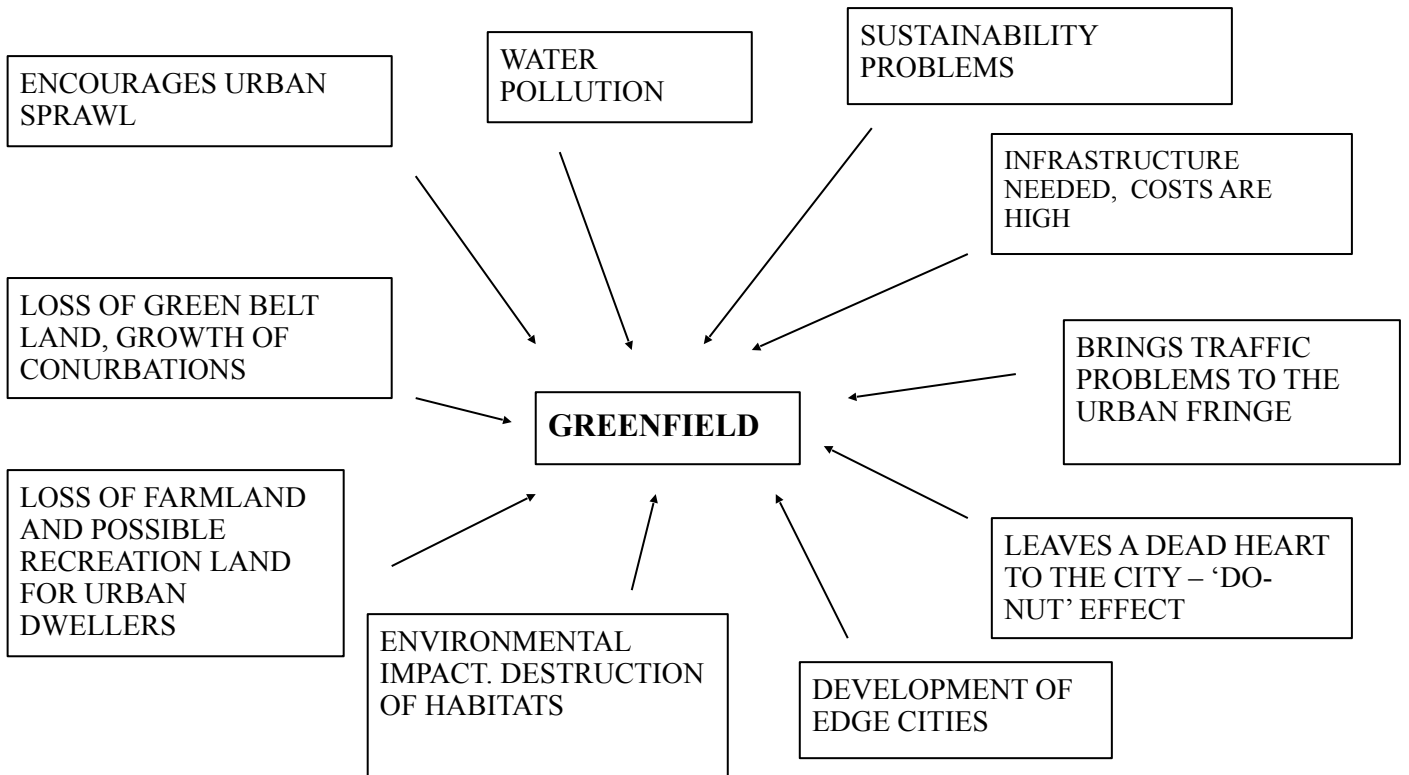 ENCOURAGES URBAN
SPRAWL
WATER
POLLUTION
SUSTAINABILITY
PROBLEMS
INFRASTRUCTURE
NEEDED,  COSTS ARE
HIGH
LOSS OF GREEN BELT
LAND, GROWTH OF
CONURBATIONS
BRINGS TRAFFIC
PROBLEMS TO THE
URBAN FRINGE
GREENFIELD
LOSS OF FARMLAND
AND POSSIBLE
RECREATION LAND
FOR URBAN
DWELLERS
LEAVES A DEAD HEART
TO THE CITY – ‘DO-
NUT’ EFFECT
ENVIRONMENTAL
IMPACT. DESTRUCTION
OF HABITATS
DEVELOPMENT OF
EDGE CITIES